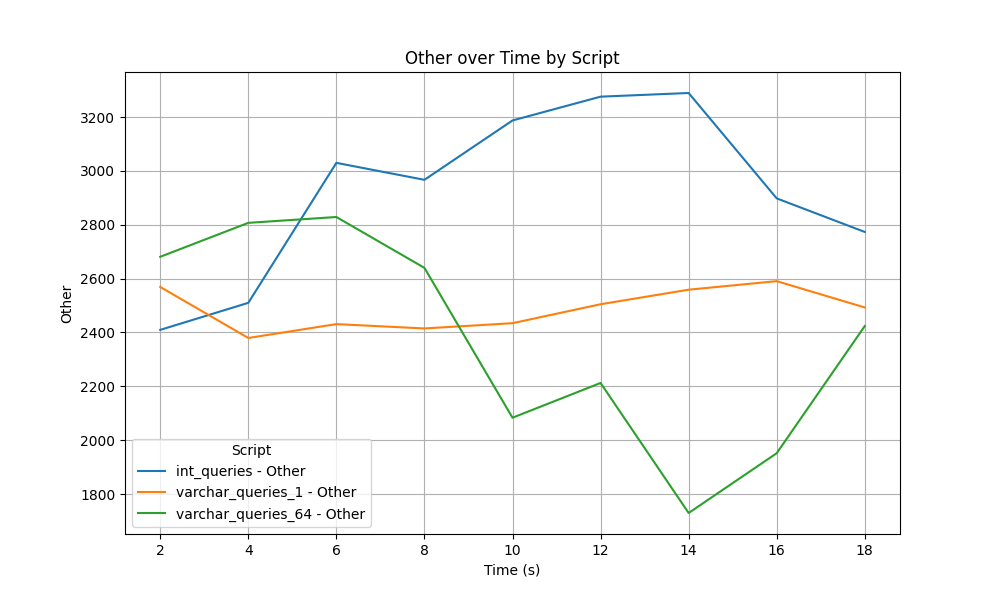 Other over Time by Script
Other
3200
3000
2800
2600
2400
2200
2000
1800
Script
int_queries - Other
varchar_queries_1 - Other
varchar_queries_64 - Other
2 4 6 8 10 12 14 16 18
Time (s)